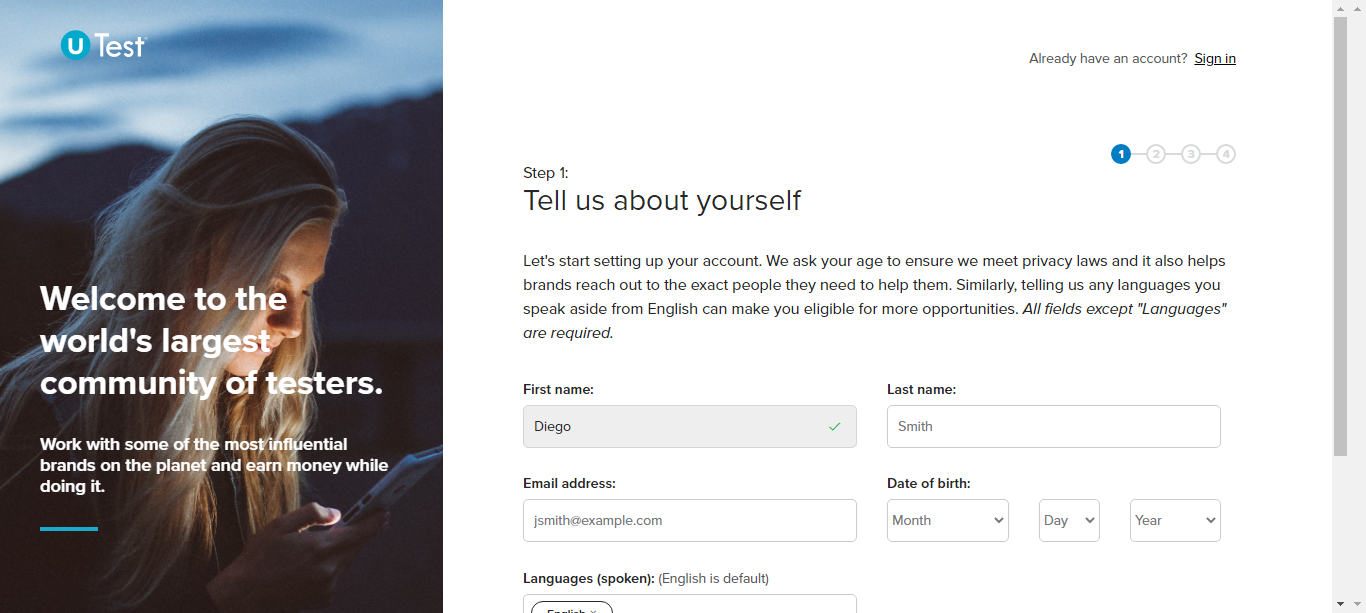 U Test
Already have an account? Sign in
1 2 3 4
Step 1:
Tell us about yourself
Let's start setting up your account. We ask your age to ensure we meet privacy laws and it also helps
brands reach out to the exact people they need to help them. Similarly, telling us any languages you
speak aside from English can make you eligible for more opportunities. All fields except "Languages"
are required.
Welcome to the
world's largest
community of testers.
Work with some of the most influential
brands on the planet and earn money while
doing it.
First name:
Last name:
Diego
Smith
Email address:
Date of birth:
jsmith@example.com
Month
Day
Year
Languages (spoken): (English is default)
English ×